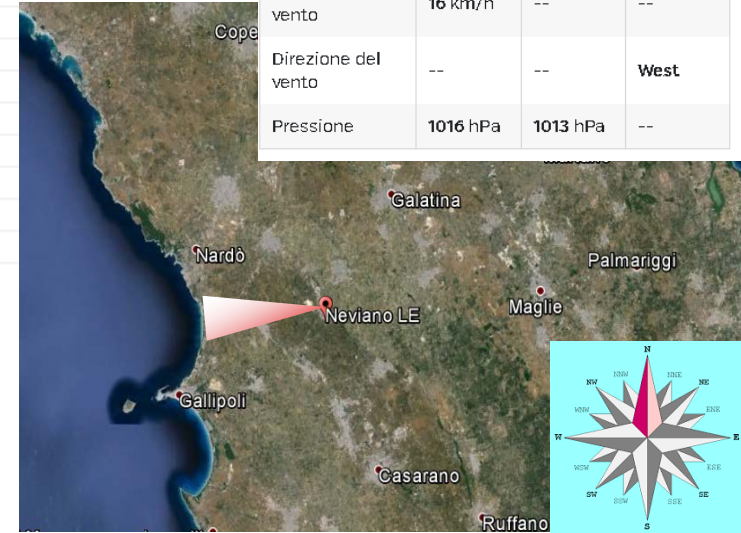 vento 16 km/h -- --
Direzione del vento -- -- West
Pressione 1016 hPa 1013 hPa --
Cope
Galatina
Nardò
Palmariggi
Maglie
Neviano LE
Gallipoli
Casarano
Ruffano
N
NNW NNE
NW NE
WNW ENE
W E
WSW ESE
SW SE
SSW SSE
S